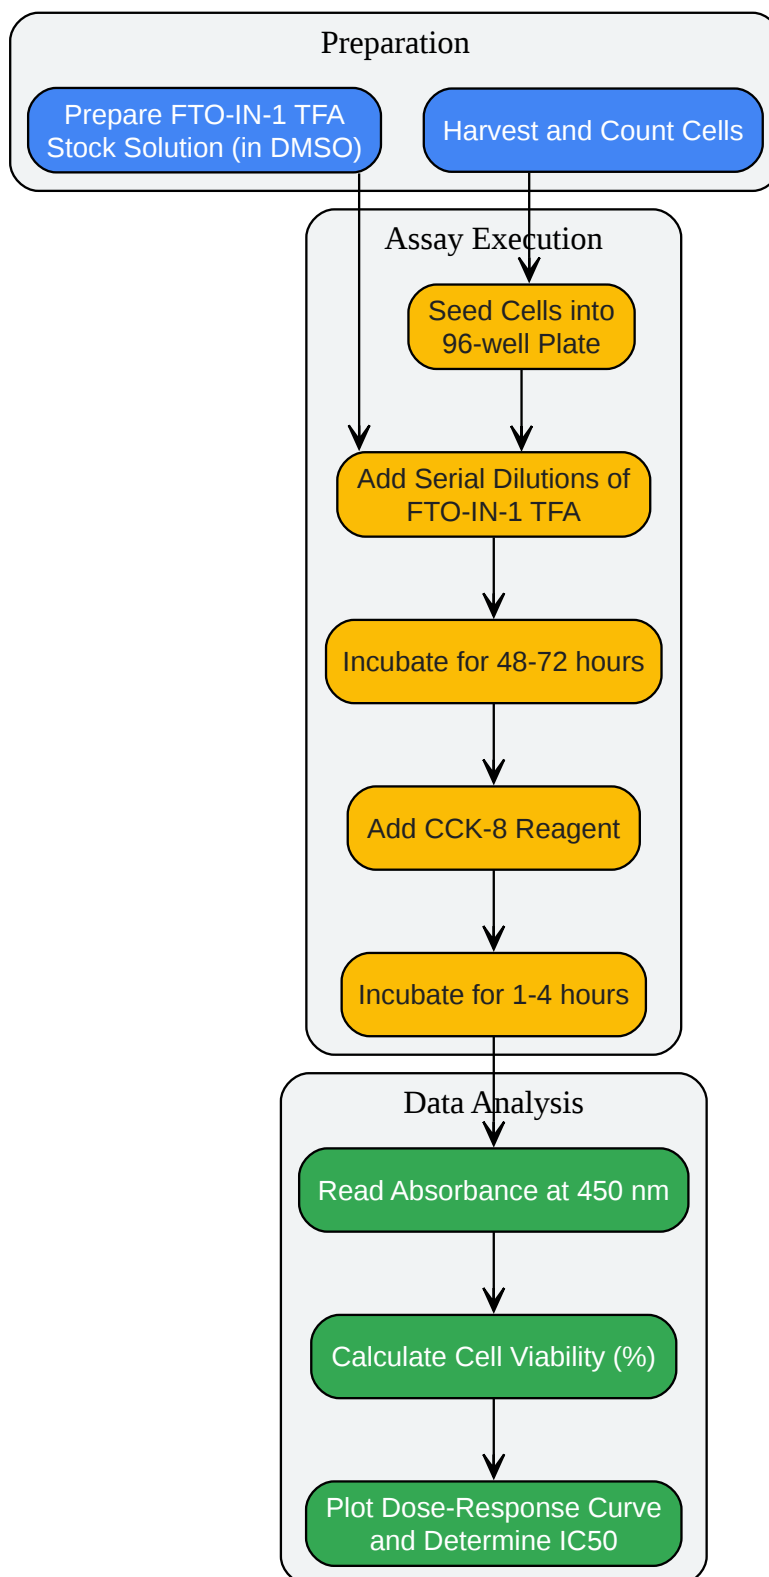 Preparation
Prepare FTO-IN-1 TFA
Stock Solution (in DMSO)
Harvest and Count Cells
Assay Execution
Seed Cells into
96-well Plate
Add Serial Dilutions of
FTO-IN-1 TFA
Incubate for 48-72 hours
Add CCK-8 Reagent
Incubate for 1-4 hours
Data Analysis
Read Absorbance at 450 nm
Calculate Cell Viability (%)
Plot Dose-Response Curve
and Determine IC50